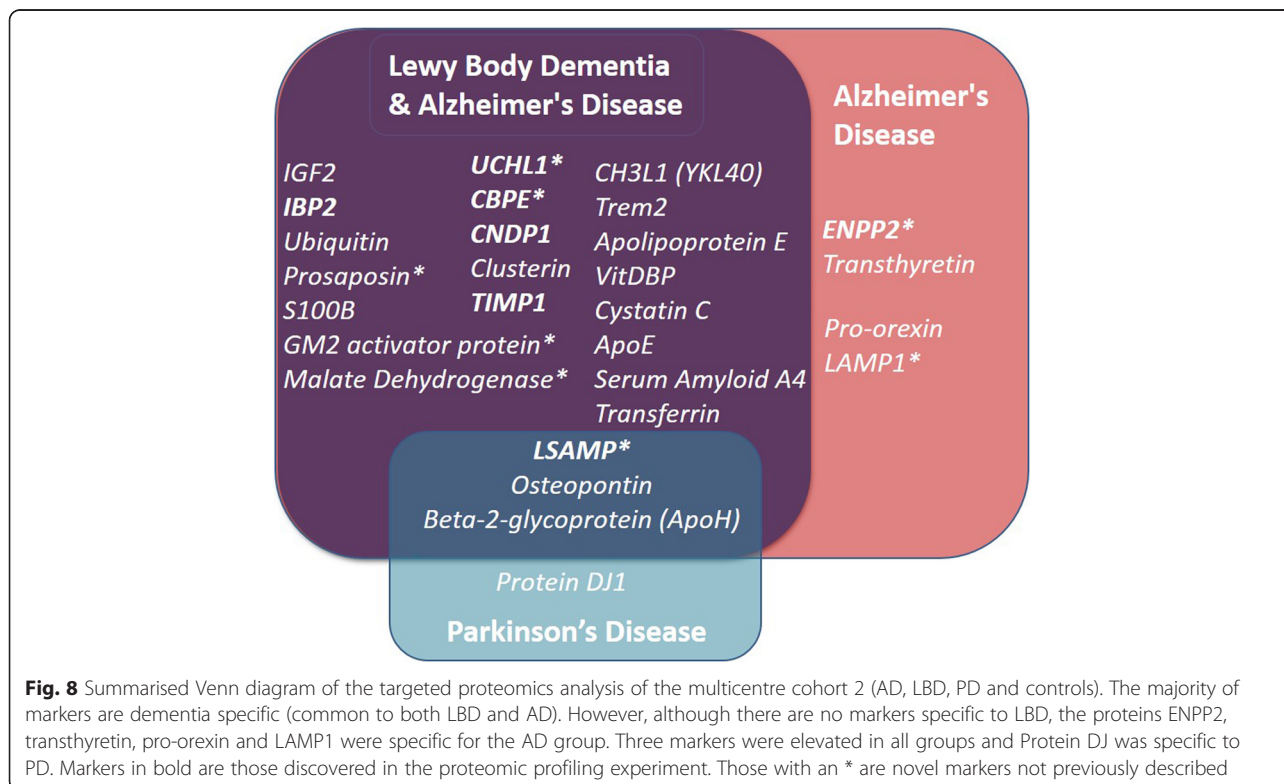 Lewy Body Dementia
& Alzheimer's Disease
IGF2
IBP2
Ubiquitin
Prosaposin*
S100B
GM2 activator protein*
Malate Dehydrogenase*
UCHL1*
CBPE*
CNDP1
Clusterin
TIMP1
CH3L1 (YKL40)
Trem2
Apolipoprotein E
VitDBP
Cystatin C
ApoE
Serum Amyloid A4
Transferrin
Alzheimer's
Disease
ENPP2*
Transthyretin
Pro-orexin
LAMP1*
LSAMP*
Osteopontin
Beta-2-glycoprotein (ApoH)
Protein DJ1
Parkinson's Disease
Fig. 8 Summarised Venn diagram of the targeted proteomics analysis of the multicentre cohort 2 (AD, LBD, PD and controls). The majority of
markers are dementia specific (common to both LBD and AD). However, although there are no markers specific to LBD, the proteins ENPP2,
transthyretin, pro-orexin and LAMP1 were specific for the AD group. Three markers were elevated in all groups and Protein DJ was specific to
PD. Markers in bold are those discovered in the proteomic profiling experiment. Those with an * are novel markers not previously described